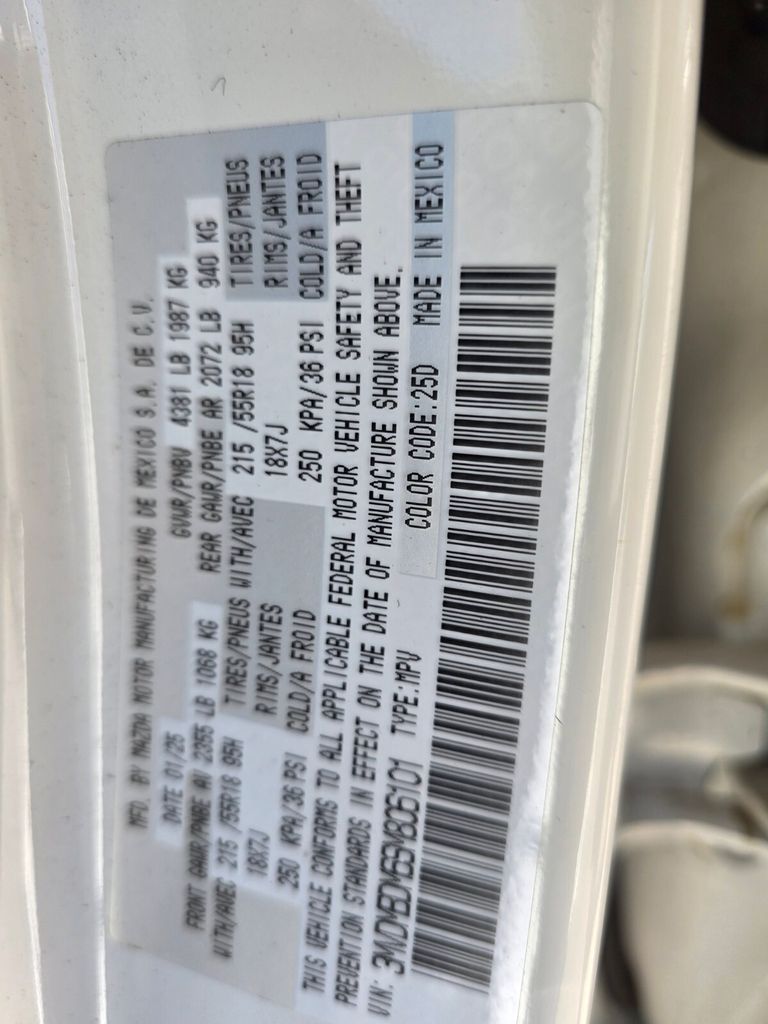 MFD. BY MAZDA MOTOR MANUFACTURING DE MEXICO S.A. DE C.V.
DATE 01/25 GVWR/PNBV 4381 LB 1987 KG
FRONT GAWR/PNBE AV 2355 LB 1068 KG REAR GAWR/PNBE AR 2072 LB 940 KG
WITH/AVEC 215 /55R18 95H TIRES/PNEUS WITH/AVEC 215 /55R18 95H TIRES/PNEUS
18X7J RIMS/JANTES 18X7J RIMS/JANTES
250 KPA/36 PSI COLD/A FROID 250 KPA/36 PSI COLD/A FROID
THIS VEHICLE CONFORMS TO ALL APPLICABLE FEDERAL MOTOR VEHICLE SAFETY AND THEFT
PREVENTION STANDARDS IN EFFECT ON THE DATE OF MANUFACTURE SHOWN ABOVE.
VIN: 3MVDMBDM6SM806101 TYPE:MPV COLOR CODE:25D MADE IN MEXICO